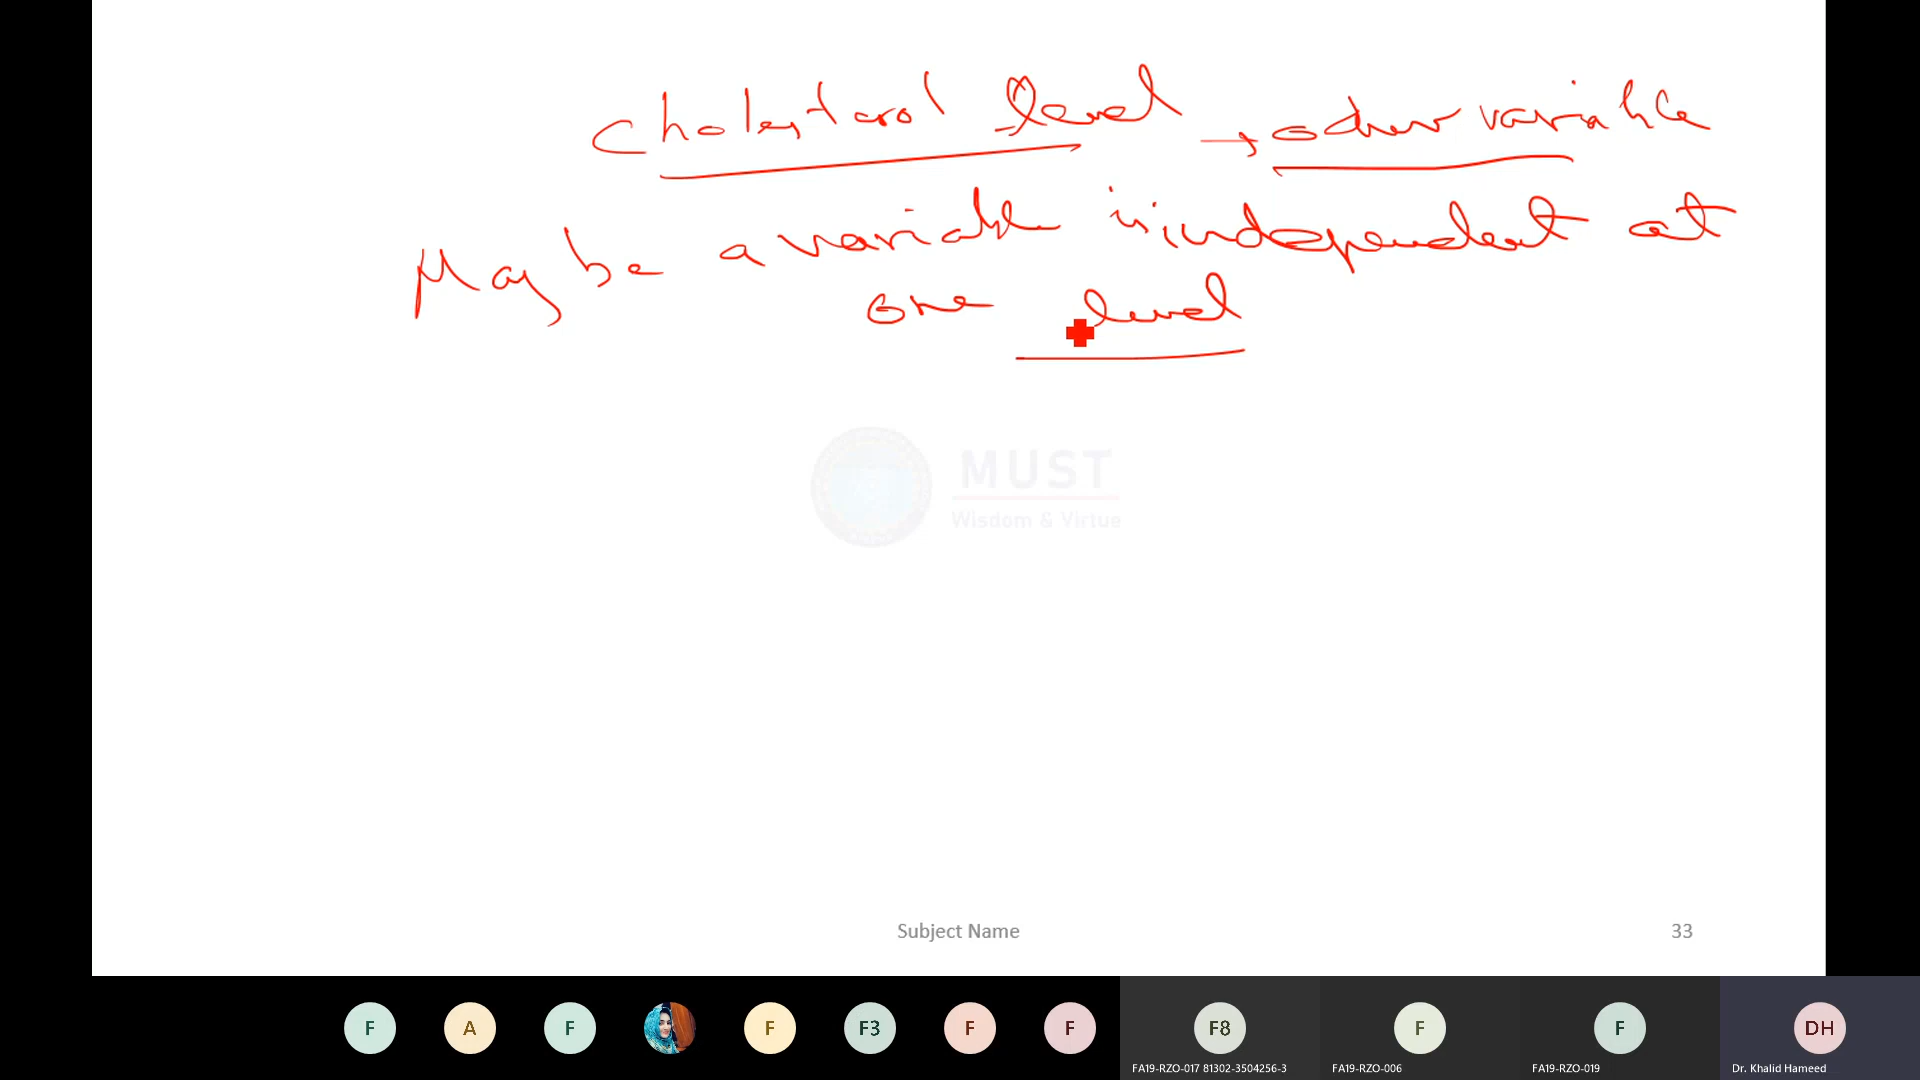 Cholesterol level → other variable
May be a variable is independent at
one level
MUST
Wisdom & Virtue
Subject Name
33
F
A
F
F
F3
F
F
F8
F
F
DH
FA19-RZO-017 81302-3504256-3
FA19-RZO-006
FA19-RZO-019
Dr. Khalid Hameed